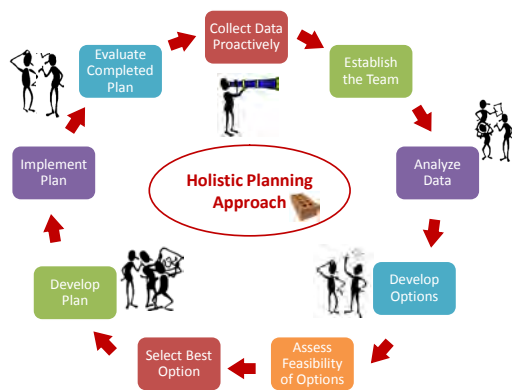 Collect Data
Proactively
Establish
the Team
Analyze
Data
Develop
Options
Assess
Feasibility
of Options
Select Best
Option
Develop
Plan
Implement
Plan
Evaluate
Completed
Plan
Holistic Planning
Approach